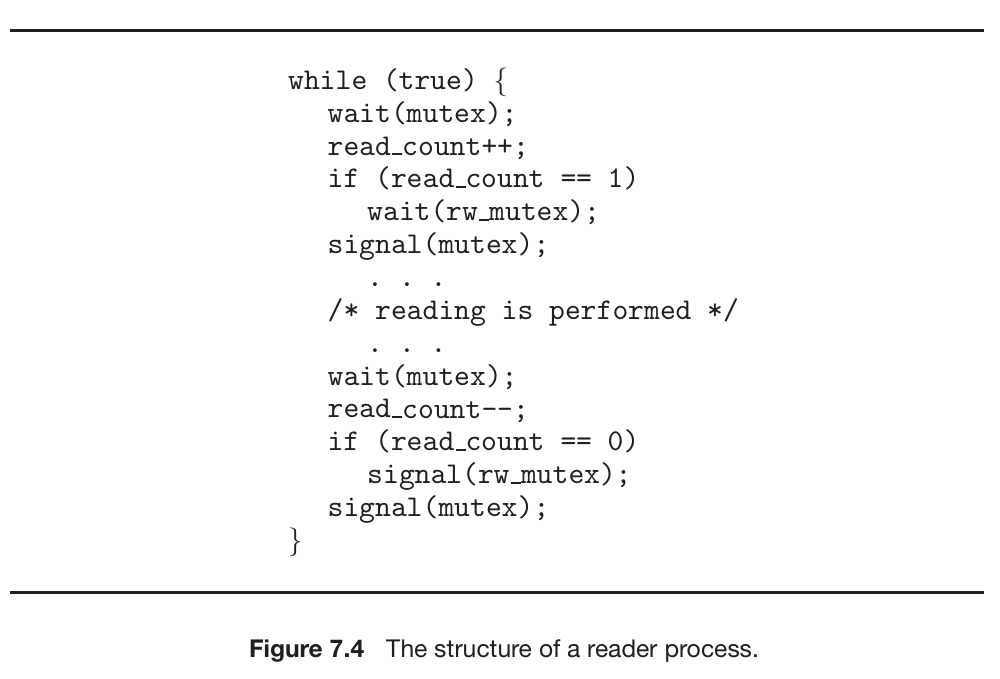 while (true) {
wait(mutex);
read_count++;
if (read_count == 1)
wait(rw_mutex);
signal(mutex);
. . .
/* reading is performed */
. . .
wait(mutex);
read_count--;
if (read_count == 0)
signal(rw_mutex);
signal(mutex);
}
Figure 7.4 The structure of a reader process.